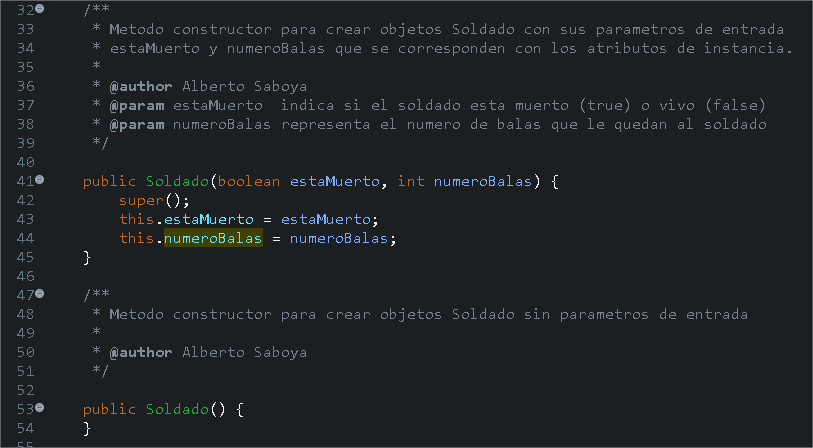 32 /**
33 * Metodo constructor para crear objetos Soldado con sus parametros de entrada
34 * estaMuerto y numeroBalas que se corresponden con los atributos de instancia.
35 *
36 * @author Alberto Saboya
37 * @param estaMuerto  indica si el soldado esta muerto (true) o vivo (false)
38 * @param numeroBalas representa el numero de balas que le quedan al soldado
39 */
40
41 public Soldado(boolean estaMuerto, int numeroBalas) {
42 super();
43 this.estaMuerto = estaMuerto;
44 this.numeroBalas = numeroBalas;
45 }
46
47 /**
48 * Metodo constructor para crear objetos Soldado sin parametros de entrada
49 *
50 * @author Alberto Saboya
51 */
52
53 public Soldado() {
54 }
55